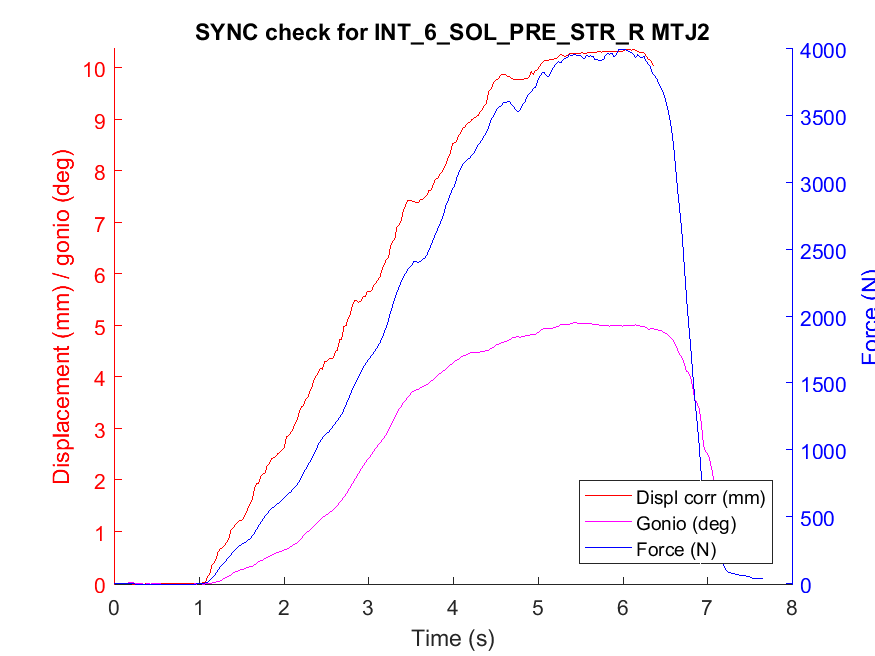 SYNC check for INT_6_SOL_PRE_STR_R MTJ2
Displacement (mm) / gonio (deg)
10
9
8
7
6
5
4
3
2
1
0
4000
3500
3000
2500
2000
1500
1000
500
0
Force (N)
Displ corr (mm)
Gonio (deg)
Force (N)
0 1 2 3 4 5 6 7 8
Time (s)